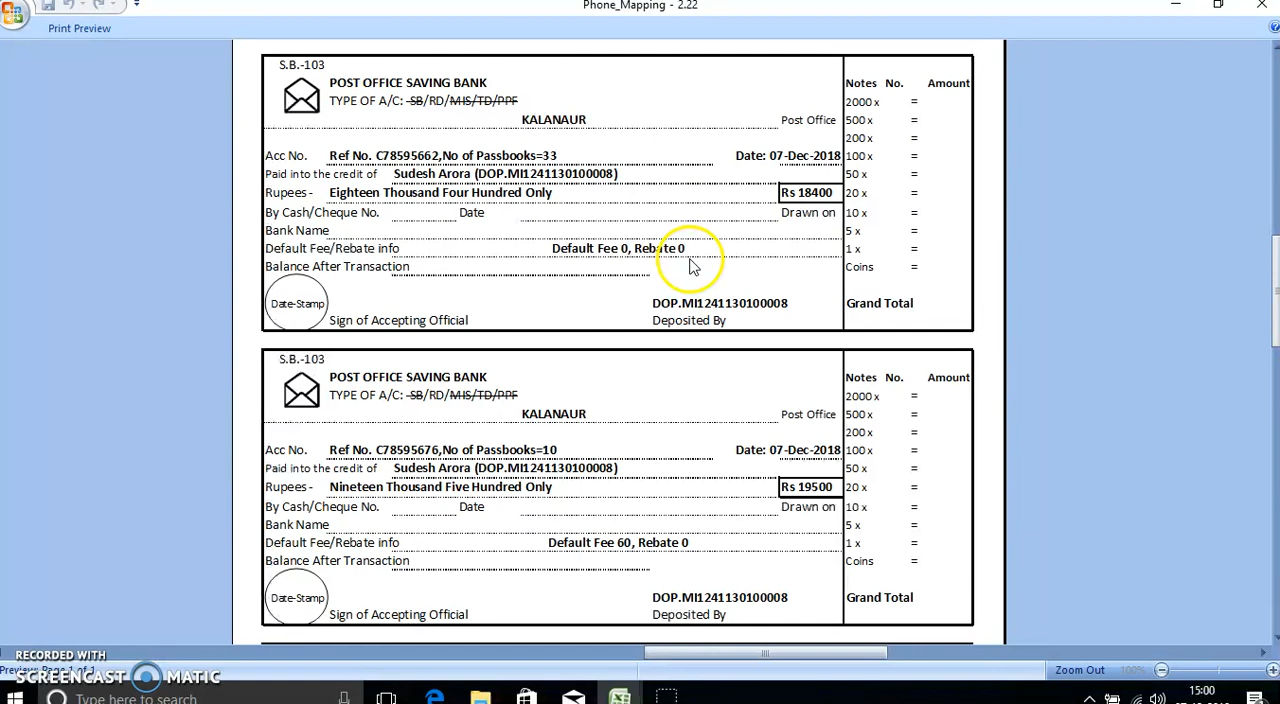 Phone_Mapping - 2.22
Print Preview
S.B.-103
POST OFFICE SAVING BANK
TYPE OF A/C: SB/RD/MIS/TD/PPF
KALANAUR Post Office
Acc No. Ref No. C78595662,No of Passbooks=33 Date: 07-Dec-2018
Paid into the credit of Sudesh Arora (DOP.MI1241130100008)
Rupees - Eighteen Thousand Four Hundred Only Rs 18400
By Cash/Cheque No. Date Drawn on
Bank Name
Default Fee/Rebate info Default Fee 0, Rebate 0
Balance After Transaction
Date-Stamp
DOP.MI1241130100008
Sign of Accepting Official Deposited By
Notes No. Amount
2000 x =
500 x =
200 x =
100 x =
50 x =
20 x =
10 x =
5 x =
1 x =
Coins =
Grand Total
S.B.-103
POST OFFICE SAVING BANK
TYPE OF A/C: SB/RD/MIS/TD/PPF
KALANAUR Post Office
Acc No. Ref No. C78595676,No of Passbooks=10 Date: 07-Dec-2018
Paid into the credit of Sudesh Arora (DOP.MI1241130100008)
Rupees - Nineteen Thousand Five Hundred Only Rs 19500
By Cash/Cheque No. Date Drawn on
Bank Name
Default Fee/Rebate info Default Fee 60, Rebate 0
Balance After Transaction
Date-Stamp
DOP.MI1241130100008
Sign of Accepting Official Deposited By
Notes No. Amount
2000 x =
500 x =
200 x =
100 x =
50 x =
20 x =
10 x =
5 x =
1 x =
Coins =
Grand Total
RECORDED WITH
SCREENCAST MATIC
Preview: Page 1 of 1
Zoom Out 100%
Type here to search
15:00